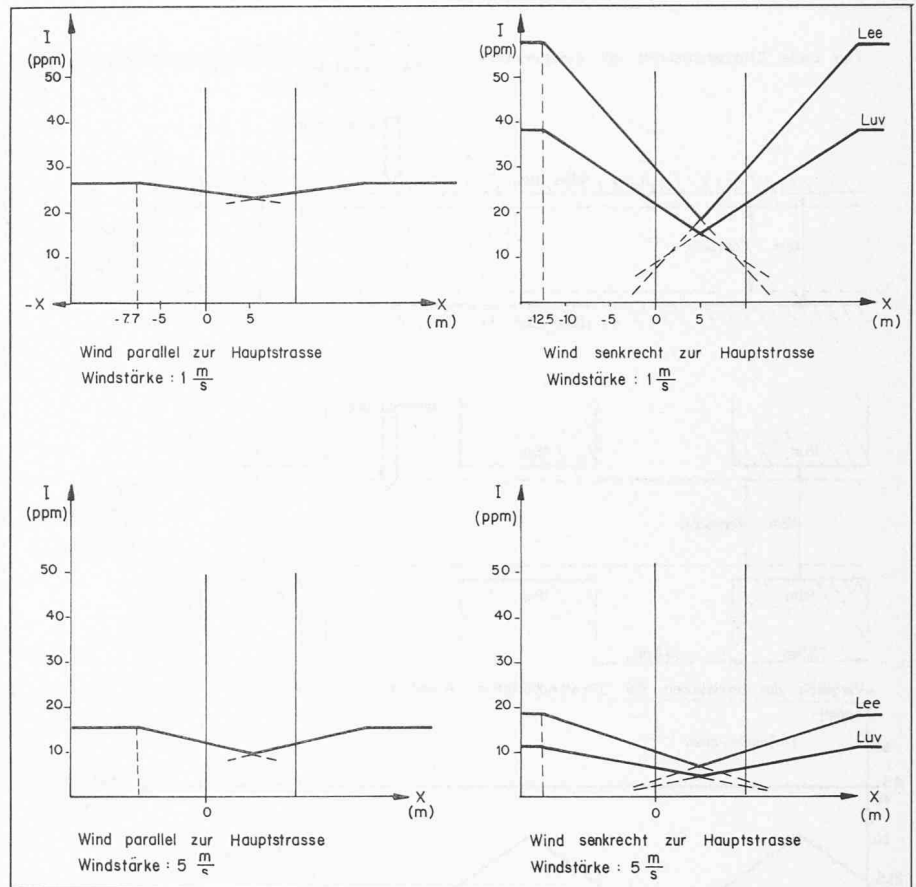 I
(ppm)
50
40
30
20
10
-X
-7.7
-5
0
5
X
(m)
Wind parallel zur Hauptstrasse
Windstärke : 1 m/s
I
(ppm)
50
40
30
20
10
Lee
Luv
-12.5
-10
-5
0
5
X
(m)
Wind senkrecht zur Hauptstrasse
Windstärke : 1 m/s
I
(ppm)
50
40
30
20
10
0
X
(m)
Wind parallel zur Hauptstrasse
Windstärke : 5 m/s
I
(ppm)
50
40
30
20
10
Lee
Luv
0
X
(m)
Wind senkrecht zur Hauptstrasse
Windstärke : 5 m/s